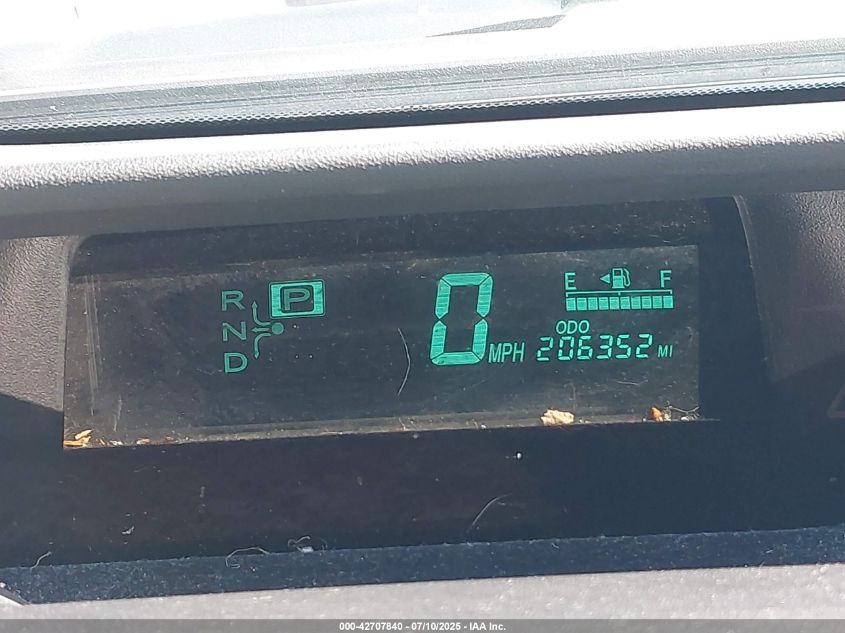 R P
N
D
0 MPH
E F
ODO
206352 MI
000-42707840 - 07/10/2025 - IAA Inc.